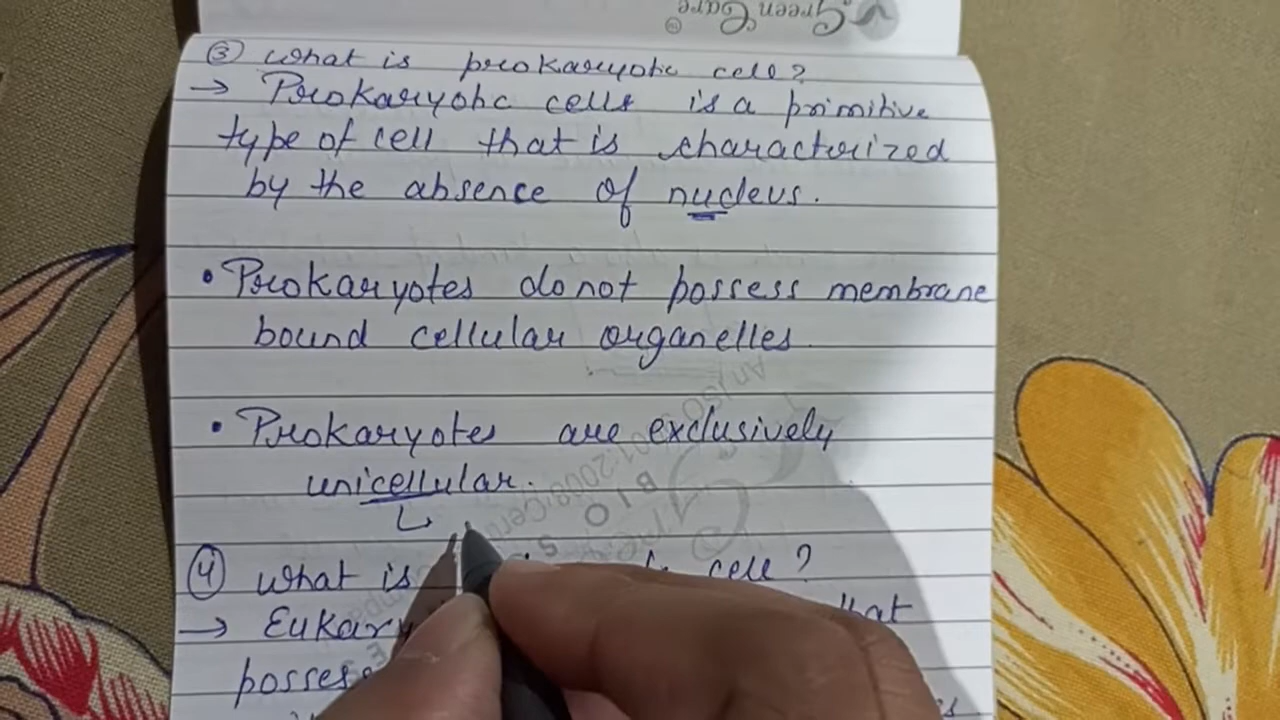 Green Care
③ What is prokaryotic cell?
→ Prokaryotic cells is a primitive
type of cell that is characterized
by the absence of nucleus.
• Prokaryotes do not possess membrane
bound cellular organelles.
• Prokaryotes are exclusively
unicellular.
④ What is cell?
→ Eukary that
possess